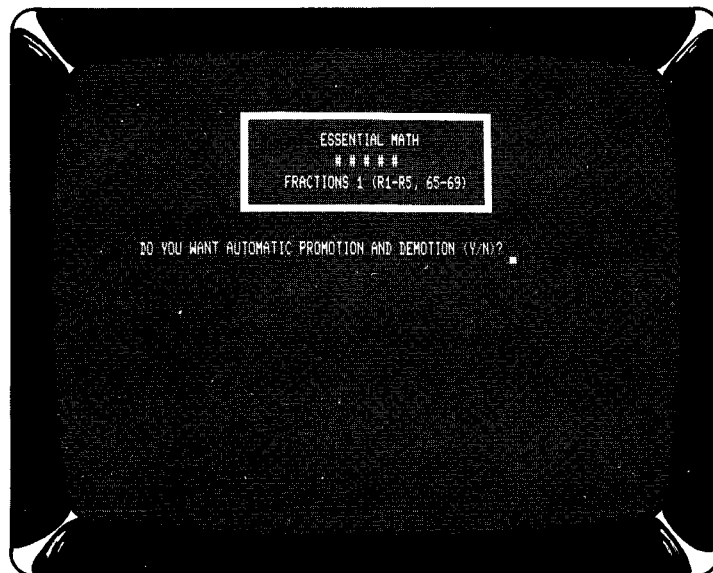 ESSENTIAL MATH
# # # # #
FRACTIONS 1 (R1-R5, 65-69)
DO YOU WANT AUTOMATIC PROMOTION AND DEMOTION (Y/N)?